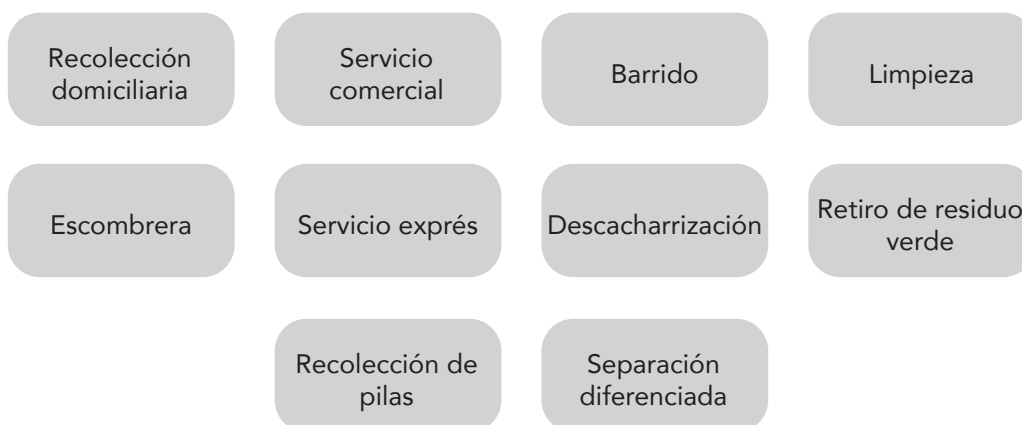 Recolección
domiciliaria
Servicio
comercial
Barrido
Limpieza
Escombrera
Servicio exprés
Descacharrización
Retiro de residuo
verde
Recolección de
pilas
Separación
diferenciada